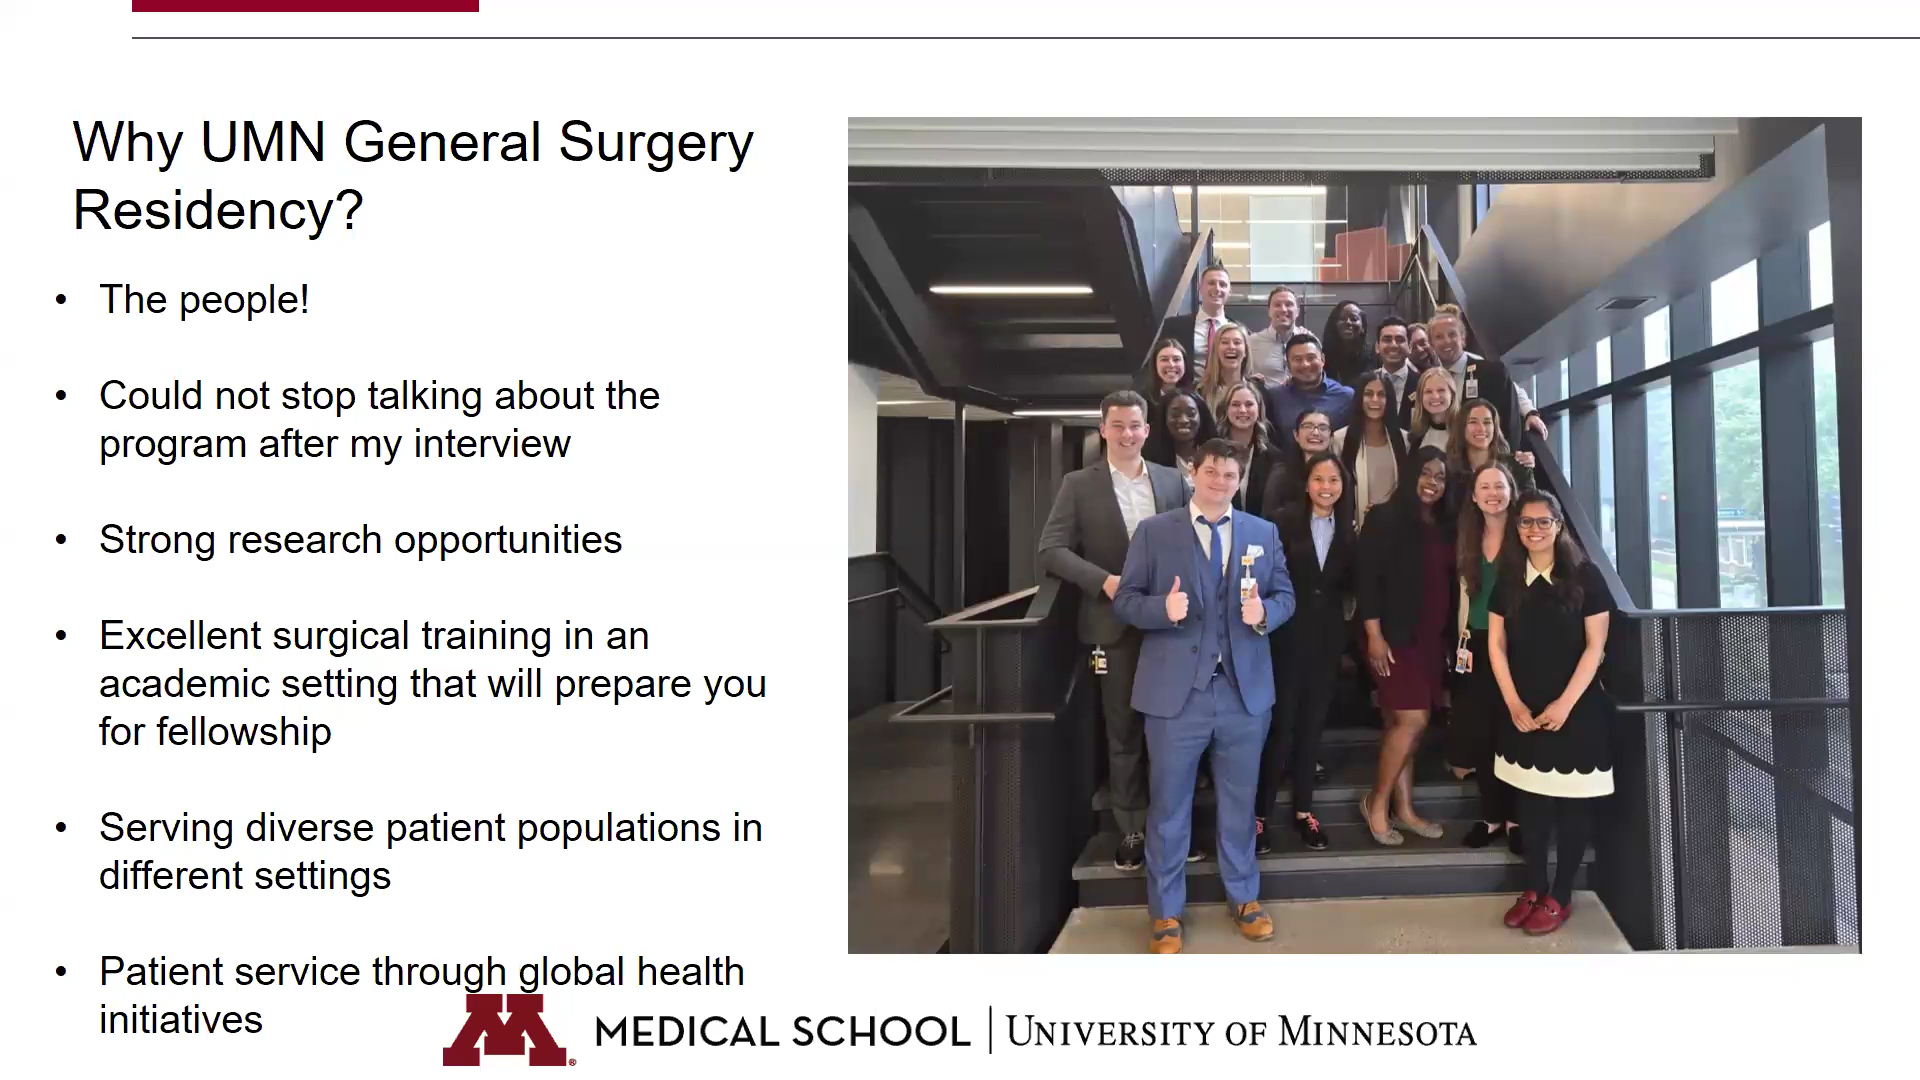 Why UMN General Surgery
Residency?
• The people!
• Could not stop talking about the
program after my interview
• Strong research opportunities
• Excellent surgical training in an
academic setting that will prepare you
for fellowship
• Serving diverse patient populations in
different settings
• Patient service through global health
initiatives
M®
MEDICAL SCHOOL | UNIVERSITY OF MINNESOTA